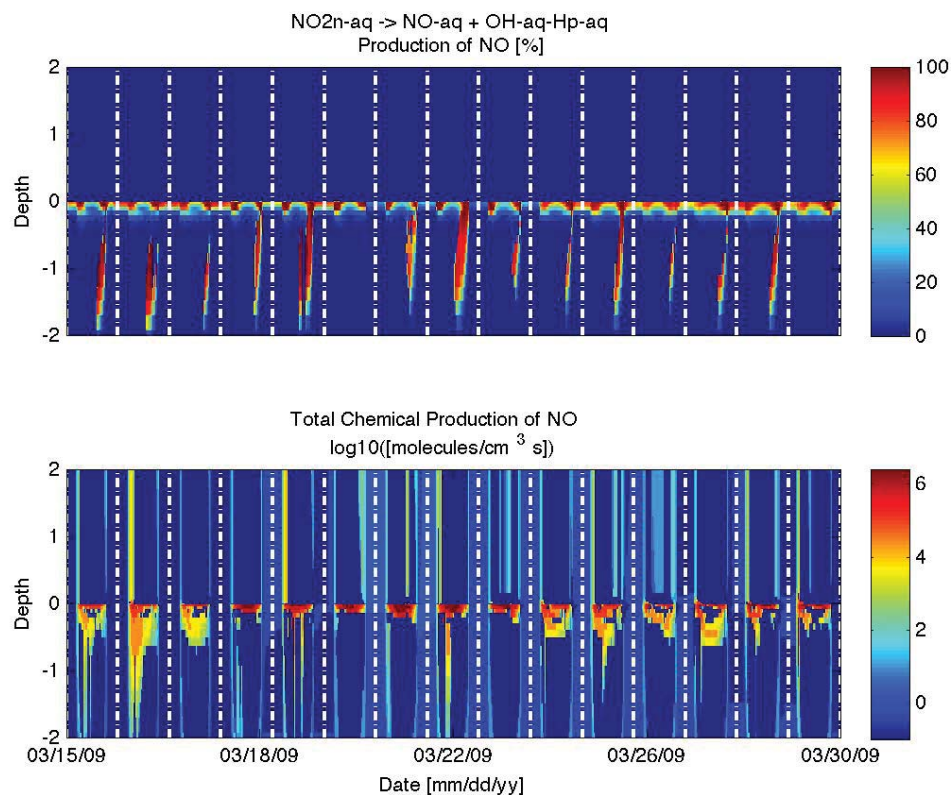 NO2n-aq -> NO-aq + OH-aq-Hp-aq
Production of NO [%]
2
1
0
-1
-2
Depth
100
80
60
40
20
0
Total Chemical Production of NO
log10([molecules/cm 3 s])
2
1
0
-1
-2
Depth
6
4
2
0
03/15/09 03/18/09 03/22/09 03/26/09 03/30/09
Date [mm/dd/yy]